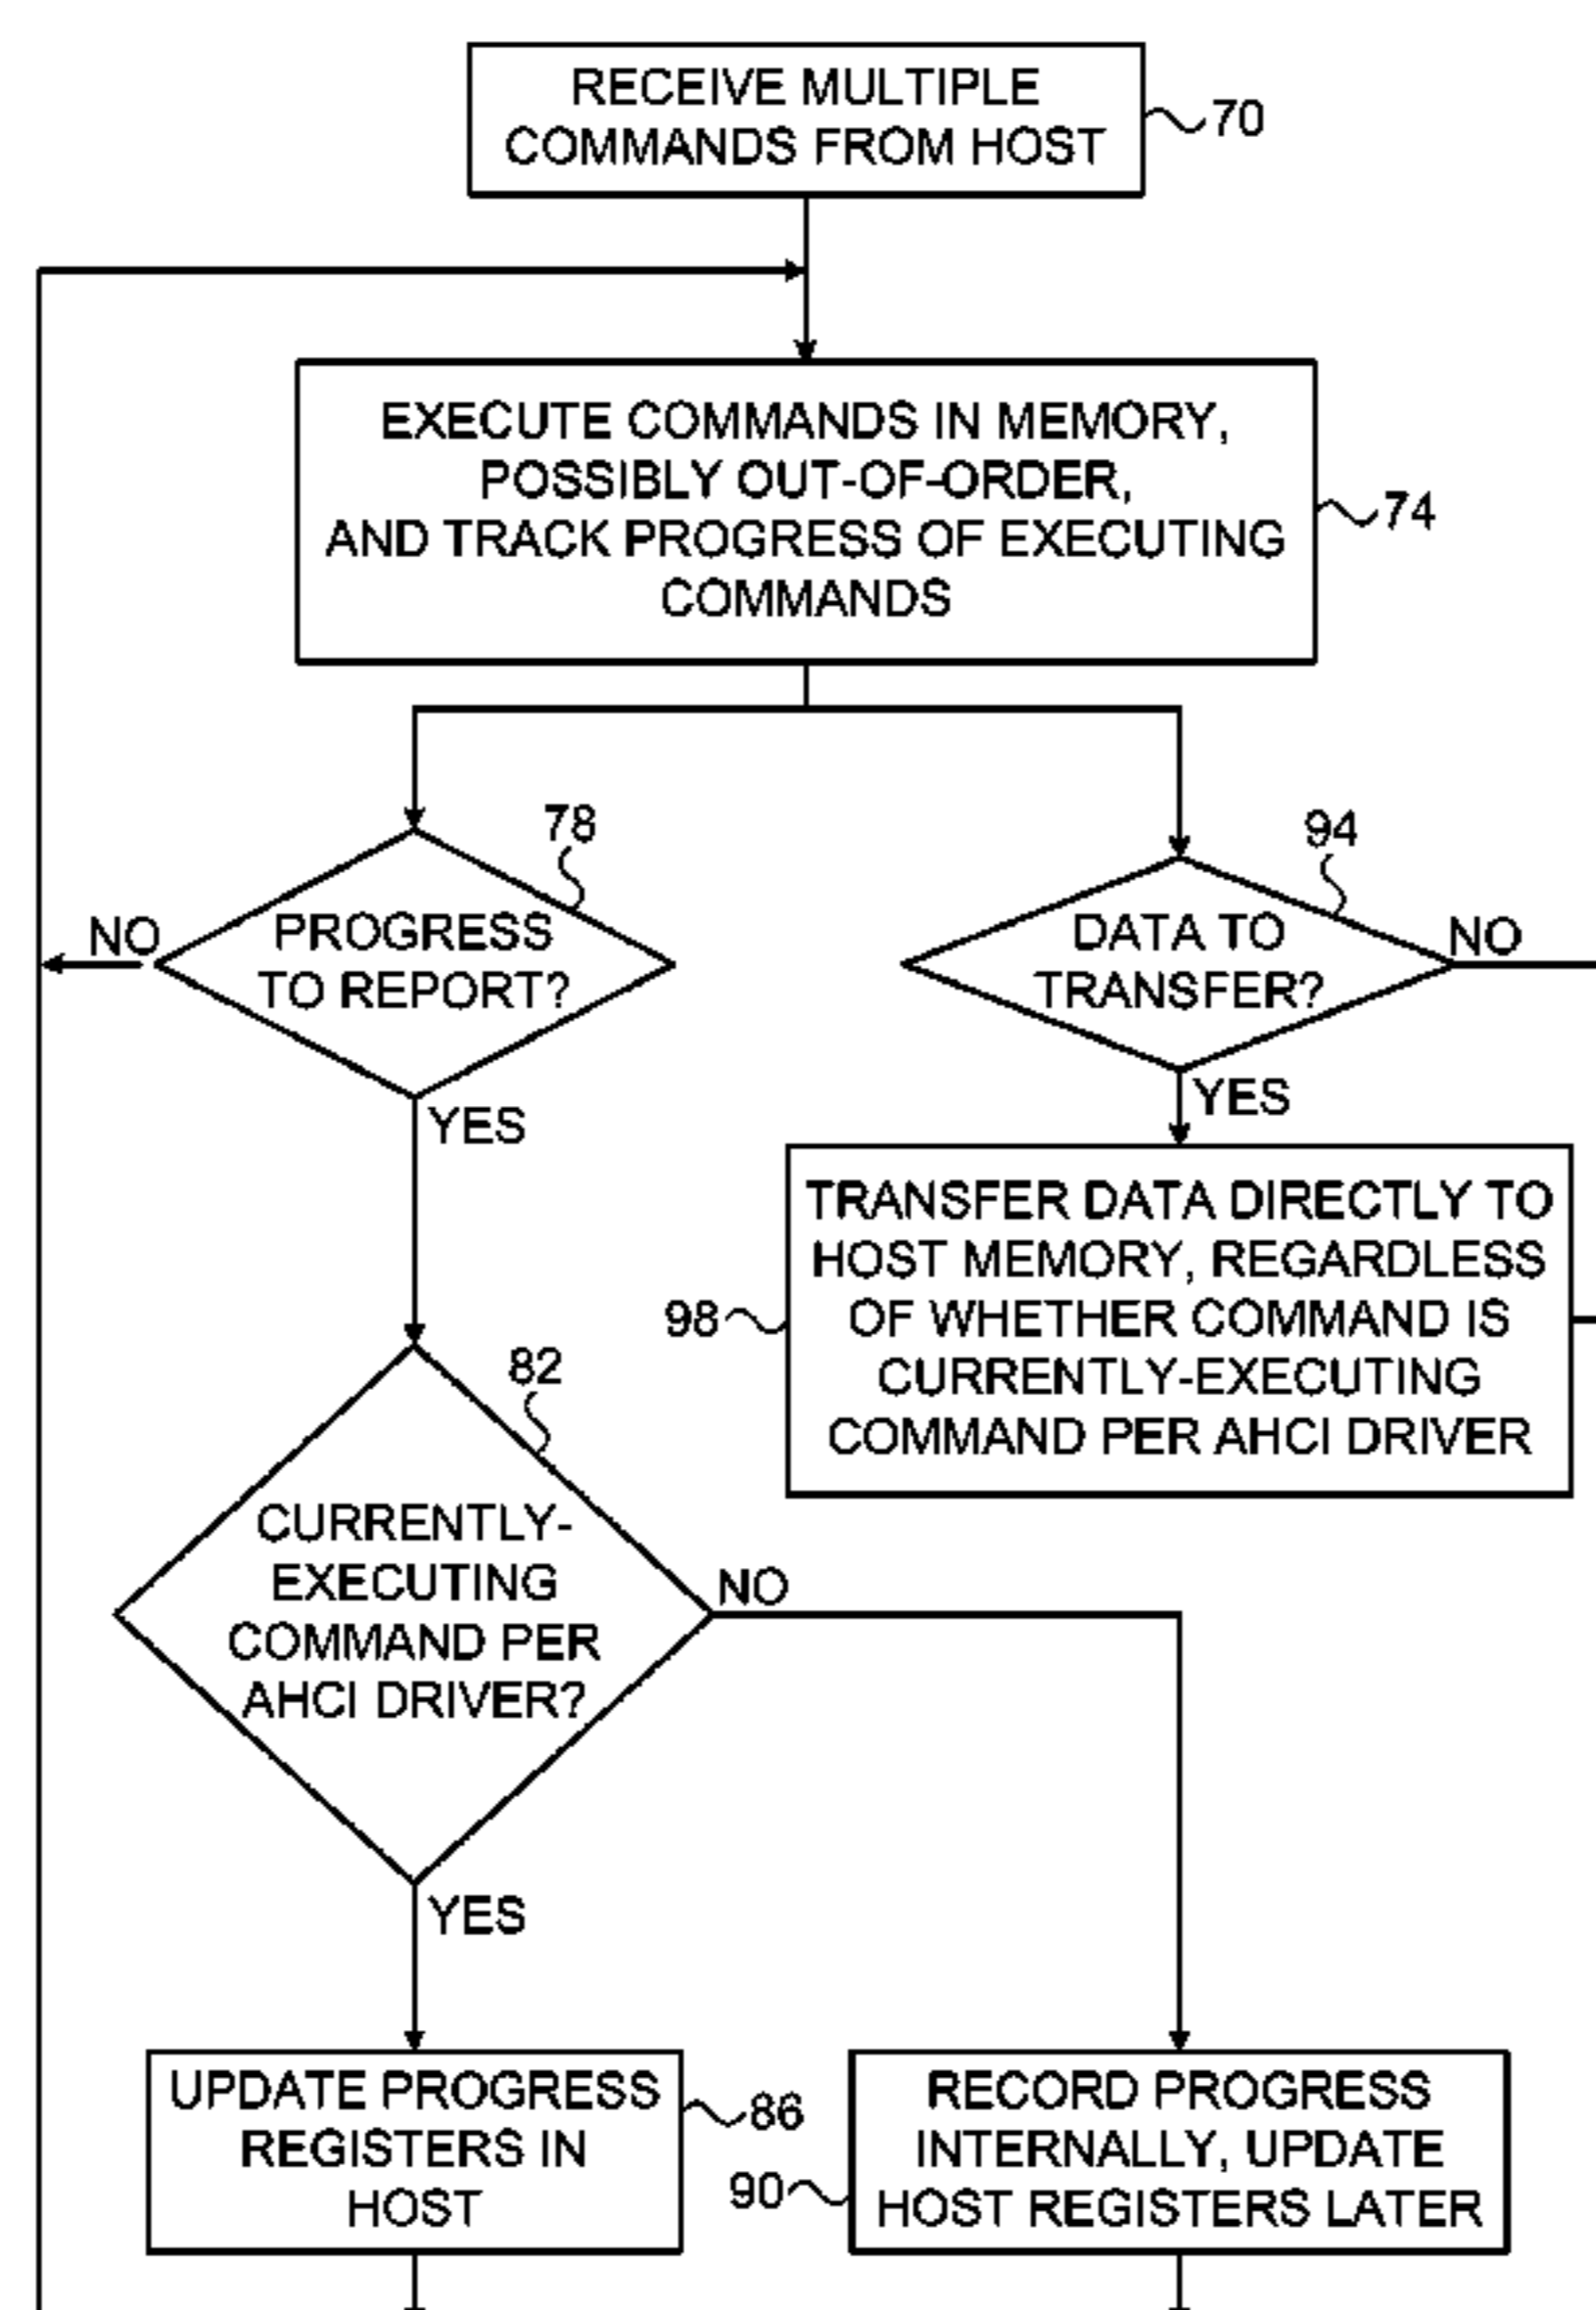 RECEIVE MULTIPLE
COMMANDS FROM HOST
70
EXECUTE COMMANDS IN MEMORY,
POSSIBLY OUT-OF-ORDER,
AND TRACK PROGRESS OF EXECUTING
COMMANDS
74
78
PROGRESS
TO REPORT?
NO
YES
94
DATA TO
TRANSFER?
NO
YES
TRANSFER DATA DIRECTLY TO
HOST MEMORY, REGARDLESS
OF WHETHER COMMAND IS
CURRENTLY-EXECUTING
COMMAND PER AHCI DRIVER
98
82
CURRENTLY-
EXECUTING
COMMAND PER
AHCI DRIVER?
NO
YES
UPDATE PROGRESS
REGISTERS IN
HOST
86
RECORD PROGRESS
INTERNALLY, UPDATE
HOST REGISTERS LATER
90